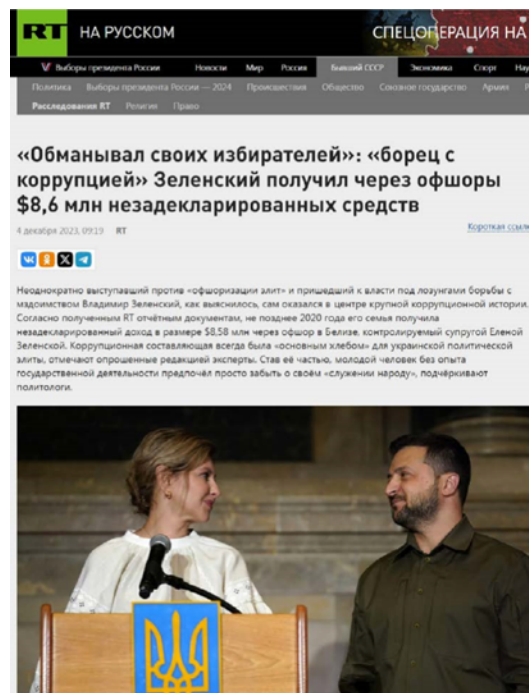 RT НА РУССКОМ
СПЕЦОПЕРАЦИЯ НА
Выборы президента России Новости Мир Россия Бывший СССР Экономика Спорт Нау
Политика Выборы президента России — 2024 Происшествия Общество Союзное государство Армия Р
Расследования RT Религия Право
«Обманывал своих избирателей»: «борец с
коррупцией» Зеленский получил через офшоры
$8,6 млн незадекларированных средств
4 декабря 2023, 09:19 RT
Короткая ссылк
Неоднократно выступавший против «офшоризации элит» и пришедший к власти под лозунгами борьбы с
мздоимством Владимир Зеленский, как выяснилось, сам оказался в центре крупной коррупционной истории.
Согласно полученным RT отчётным документам, не позднее 2020 года его семья получила
незадекларированный доход в размере $8,58 млн через офшор в Белизе, контролируемый супругой Еленой
Зеленской. Коррупционная составляющая всегда была «основным хлебом» для украинской политической
элиты, отмечают опрошенные редакцией эксперты. Став её частью, молодой человек без опыта
государственной деятельности предпочёл просто забыть о своём «служении народу», подчёркивают
политологи.